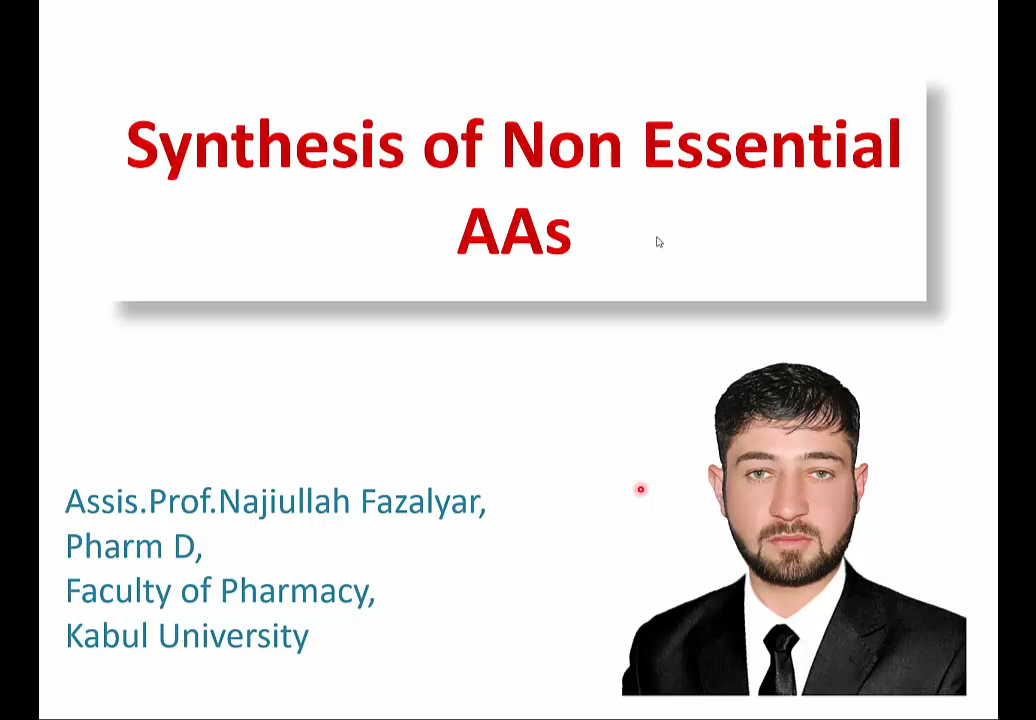 Synthesis of Non Essential
AAs
Assis.Prof.Najiullah Fazalyar,
Pharm D,
Faculty of Pharmacy,
Kabul University